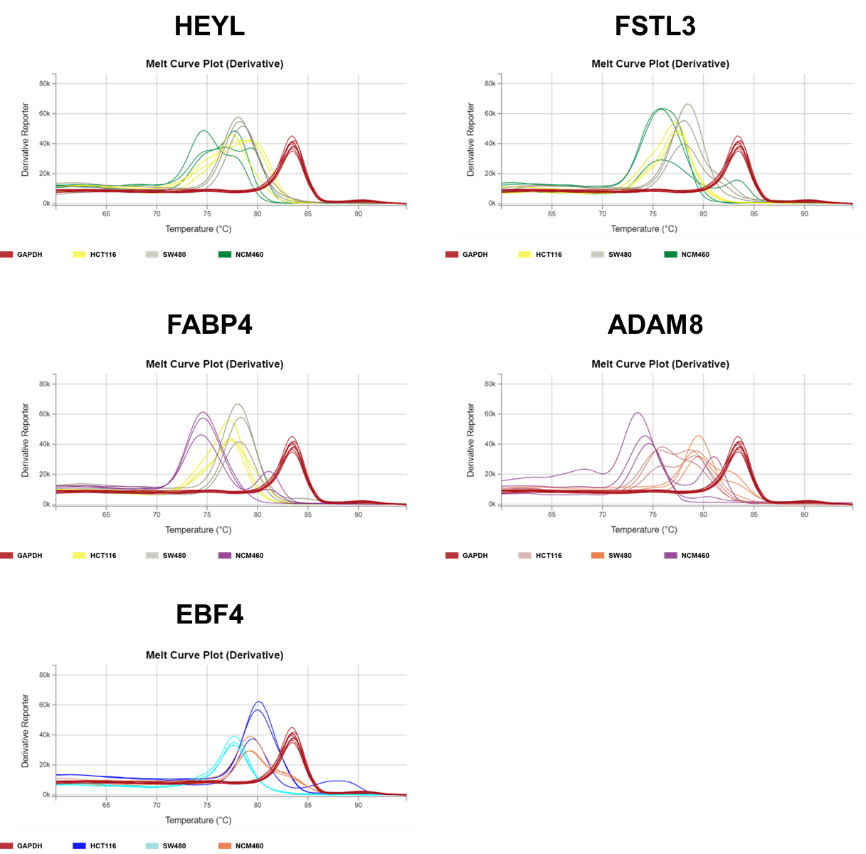 HEYL
Melt Curve Plot (Derivative)
80k
60k
40k
20k
0k
Derivative Reporter
65 70 75 80 85 90
Temperature (°C)
GAPDH HCT116 SW480 NCM460
FSTL3
Melt Curve Plot (Derivative)
80k
60k
40k
20k
0k
Derivative Reporter
65 70 75 80 85 90
Temperature (°C)
GAPDH HCT116 SW480 NCM460
FABP4
Melt Curve Plot (Derivative)
80k
60k
40k
20k
0k
Derivative Reporter
65 70 75 80 85 90
Temperature (°C)
GAPDH HCT116 SW480 NCM460
ADAM8
Melt Curve Plot (Derivative)
80k
60k
40k
20k
0k
Derivative Reporter
65 70 75 80 85 90
Temperature (°C)
GAPDH HCT116 SW480 NCM460
EBF4
Melt Curve Plot (Derivative)
80k
60k
40k
20k
0k
Derivative Reporter
65 70 75 80 85 90
Temperature (°C)
GAPDH HCT116 SW480 NCM460